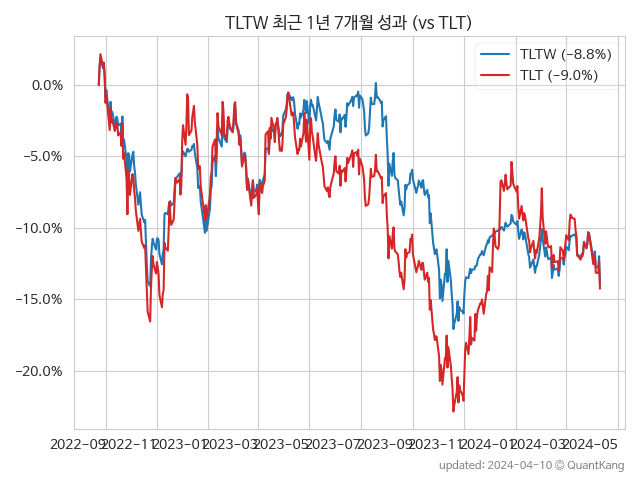 TLTW 최근 1년 7개월 성과 (vs TLT)
TLTW (−8.8%)
TLT (−9.0%)
0.0%
−5.0%
−10.0%
−15.0%
−20.0%
2022-09 2022-11 2023-01 2023-03 2023-05 2023-07 2023-09 2023-11 2024-01 2024-03 2024-05
updated: 2024-04-10 © QuantKang